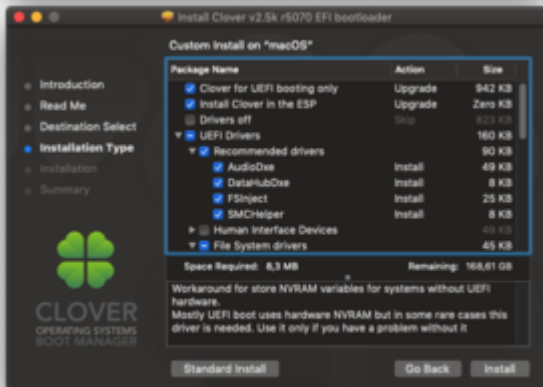 Install Clover v2.5k r5070 EFI bootloader
Custom Install on "macOS"
Introduction
Read Me
Destination Select
Installation Type
Installation
Summary
Package Name Action Size
Clover for UEFI booting only Upgrade 942 KB
Install Clover in the ESP Upgrade Zero KB
Drivers off Skip 823 KB
UEFI Drivers 160 KB
Recommended drivers 90 KB
AudioDxe Install 49 KB
DataHubDxe Install 8 KB
FSInject Install 25 KB
SMCHelper Install 8 KB
Human Interface Devices 49 KB
File System drivers 45 KB
Space Required: 8,3 MB Remaining: 168,61 GB
Workaround for store NVRAM variables for systems without UEFI
hardware.
Mostly UEFI boot uses hardware NVRAM but in some rare cases this
driver is needed. Use it only if you have a problem without it
CLOVER
OPERATING SYSTEMS
BOOT MANAGER
Standard Install
Go Back
Install